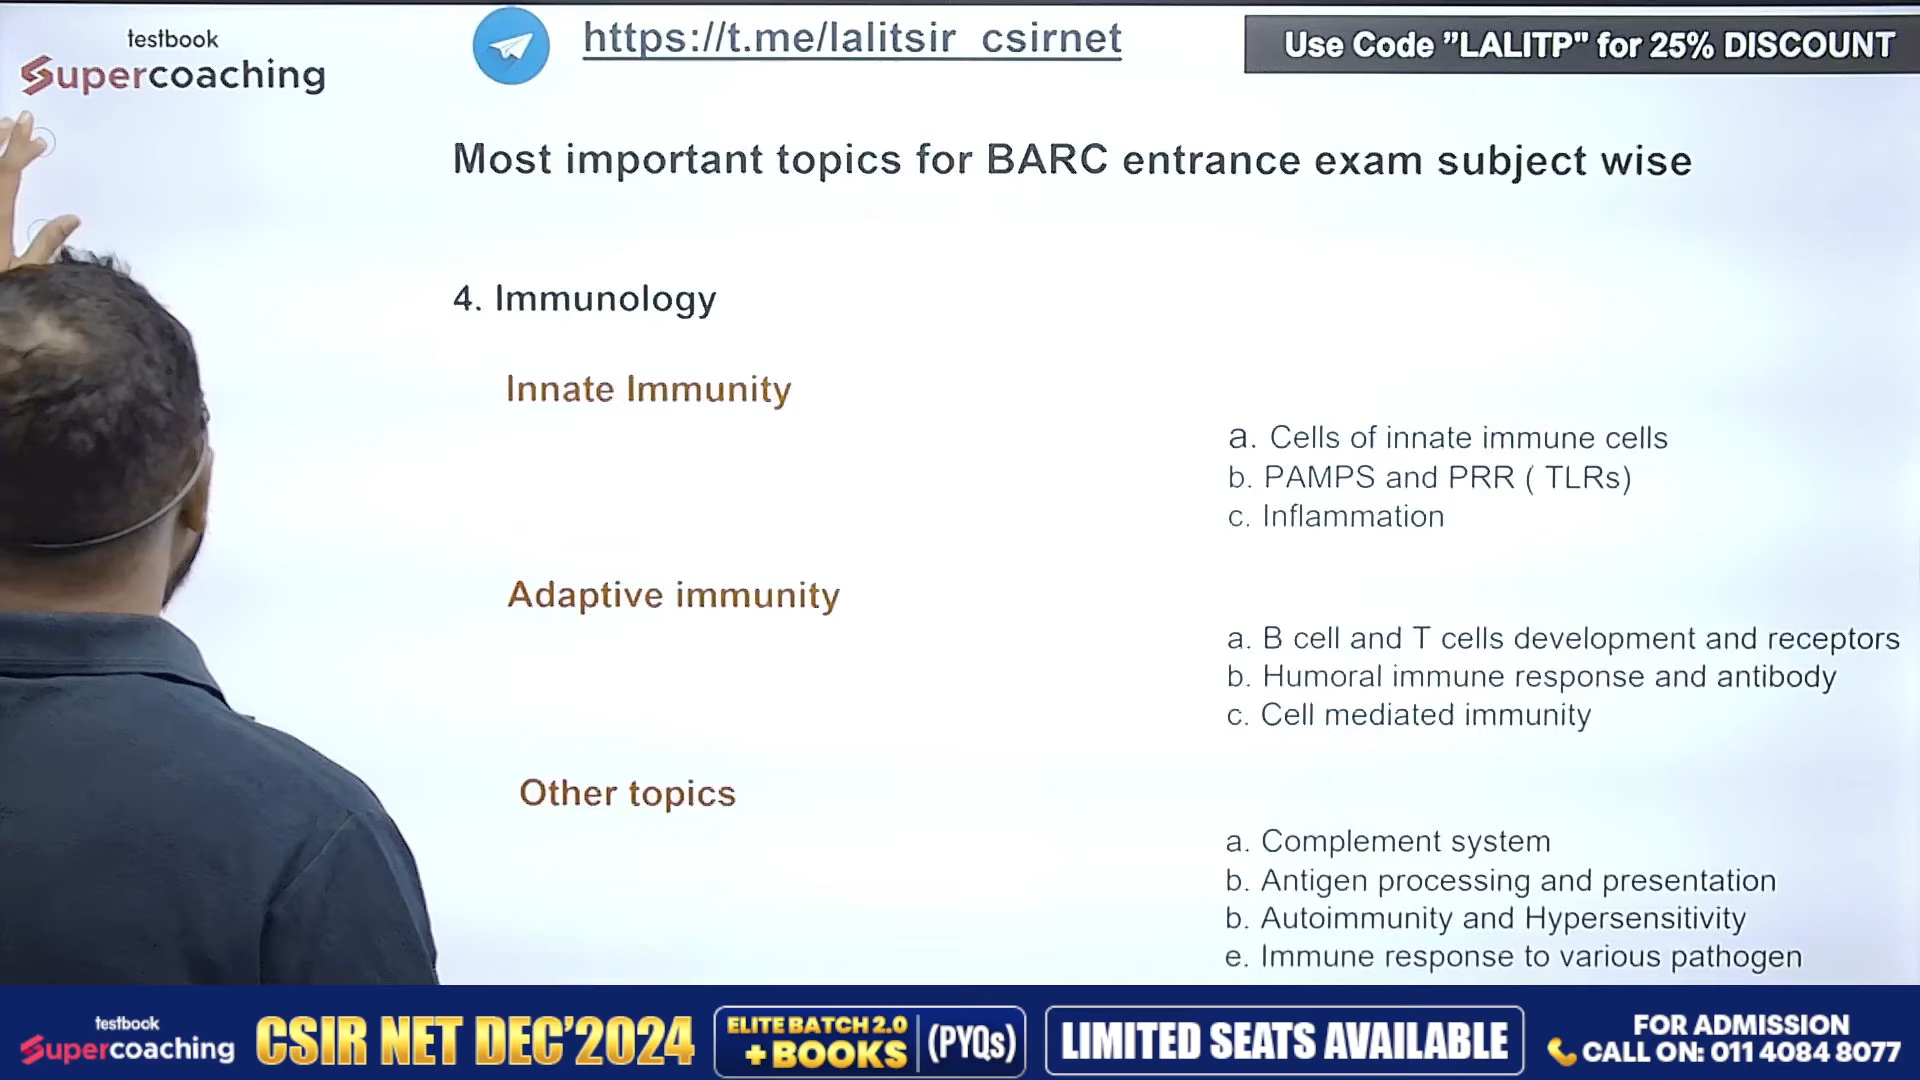 testbook
Supercoaching
https://t.me/lalitsir_csirnet
Use Code ”LALITP" for 25% DISCOUNT
Most important topics for BARC entrance exam subject wise
4. Immunology
Innate Immunity
a. Cells of innate immune cells
b. PAMPS and PRR ( TLRs)
c. Inflammation
Adaptive immunity
a. B cell and T cells development and receptors
b. Humoral immune response and antibody
c. Cell mediated immunity
Other topics
a. Complement system
b. Antigen processing and presentation
b. Autoimmunity and Hypersensitivity
e. Immune response to various pathogen
testbook
Supercoaching
CSIR NET DEC’2024
ELITE BATCH 2.0
+ BOOKS
(PYQs)
LIMITED SEATS AVAILABLE
FOR ADMISSION
CALL ON: 011 4084 8077